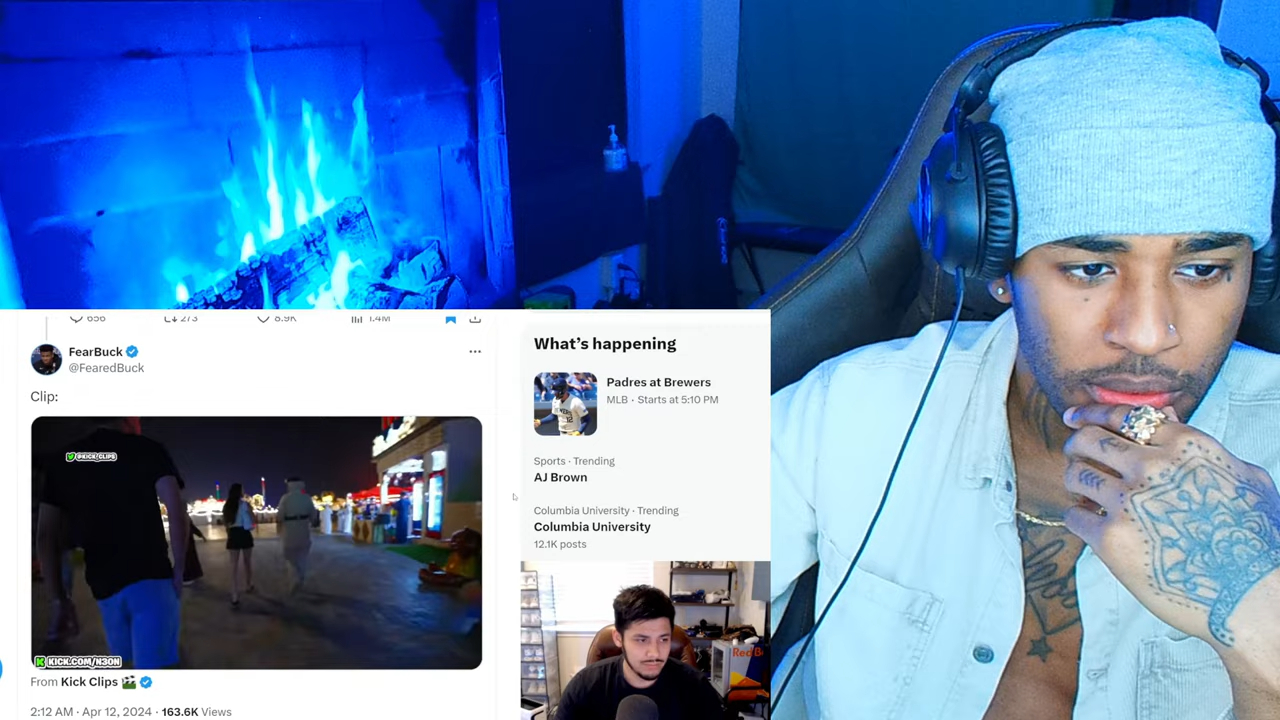 656 273 8.9K 1.4M
FearBuck
@FearedBuck
Clip:
@KICK_CLIPS
KICK.COM/N3ON
From Kick Clips
2:12 AM · Apr 12, 2024 · 163.6K Views
What's happening
Padres at Brewers
MLB · Starts at 5:10 PM
Sports · Trending
AJ Brown
Columbia University · Trending
Columbia University
12.1K posts
Red B